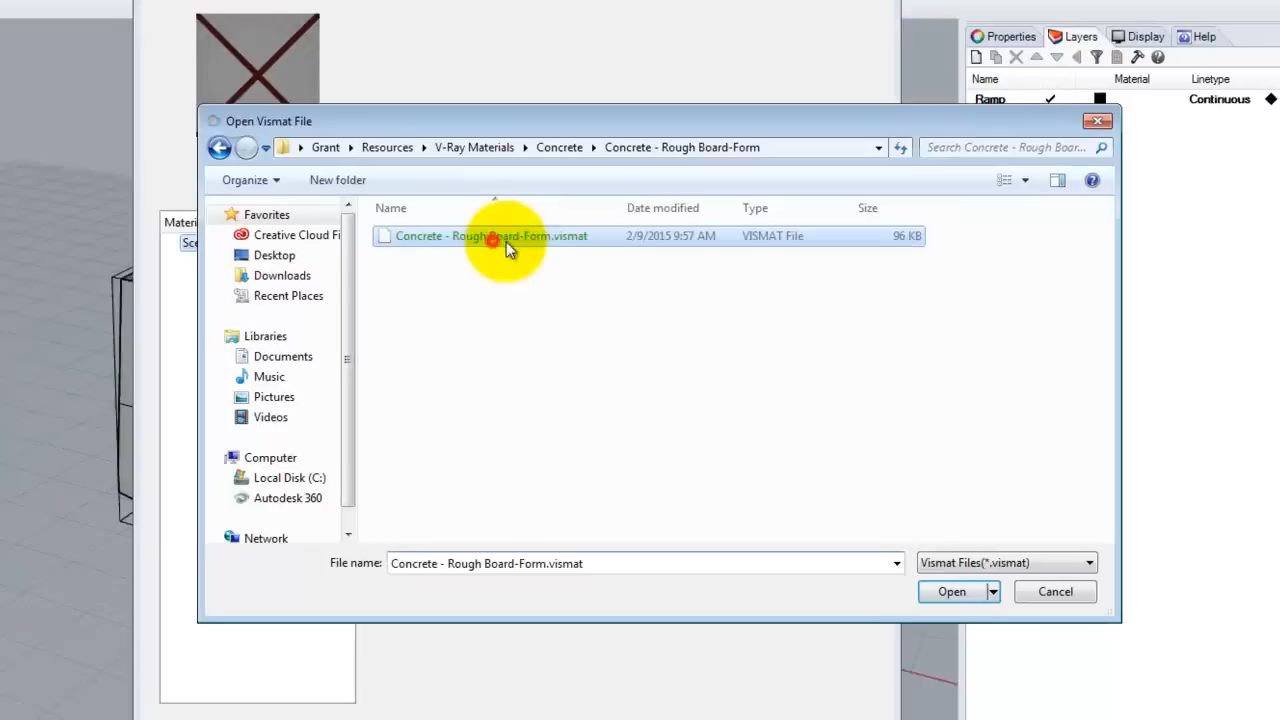 Properties Layers Display Help
Name Material Linetype
Ramp Continuous
Open Vismat File
Grant Resources V-Ray Materials Concrete Concrete - Rough Board-Form Search Concrete - Rough Boar...
Organize New folder
Materi
Sce
Favorites
Creative Cloud Fi
Desktop
Downloads
Recent Places
Libraries
Documents
Music
Pictures
Videos
Computer
Local Disk (C:)
Autodesk 360
Network
Name Date modified Type Size
Concrete - Rough Board-Form.vismat 2/9/2015 9:57 AM VISMAT File 96 KB
File name: Concrete - Rough Board-Form.vismat Vismat Files(*.vismat)
Open Cancel